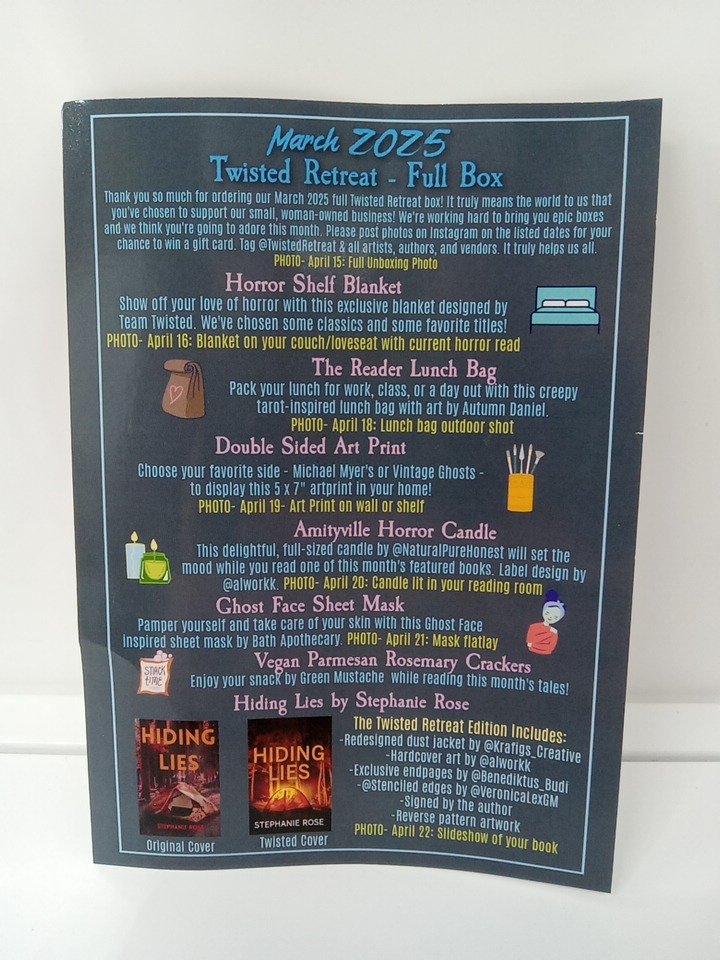 March 2025
Twisted Retreat - Full Box
Thank you so much for ordering our March 2025 full Twisted Retreat box! It truly means the world to us that
you've chosen to support our small, woman-owned business! We're working hard to bring you epic boxes
and we think you're going to adore this month. Please post photos on Instagram on the listed dates for your
chance to win a gift card. Tag @TwistedRetreat & all artists, authors, and vendors. It truly helps us all.
PHOTO- April 15: Full Unboxing Photo
Horror Shelf Blanket
Show off your love of horror with this exclusive blanket designed by
Team Twisted. We've chosen some classics and some favorite titles!
PHOTO- April 16: Blanket on your couch/loveseat with current horror read
The Reader Lunch Bag
Pack your lunch for work, class, or a day out with this creepy
tarot-inspired lunch bag with art by Autumn Daniel.
PHOTO- April 18: Lunch bag outdoor shot
Double Sided Art Print
Choose your favorite side - Michael Myer's or Vintage Ghosts -
to display this 5 x 7" artprint in your home!
PHOTO- April 19- Art Print on wall or shelf
Amityville Horror Candle
This delightful, full-sized candle by @NaturalPureHonest will set the
mood while you read one of this month's featured books. Label design by
@alworkk. PHOTO- April 20: Candle lit in your reading room
Ghost Face Sheet Mask
Pamper yourself and take care of your skin with this Ghost Face
inspired sheet mask by Bath Apothecary. PHOTO- April 21: Mask flatlay
SNACK
TIME
Vegan Parmesan Rosemary Crackers
Enjoy your snack by Green Mustache while reading this month's tales!
Hiding Lies by Stephanie Rose
HIDING
LIES
STEPHANIE ROSE
Original Cover
HIDING
LIES
STEPHANIE ROSE
Twisted Cover
The Twisted Retreat Edition Includes:
-Redesigned dust jacket by @Krafigs_Creative
-Hardcover art by @alworkk
-Exclusive endpages by @Benediktus_Budi
-@Stenciled edges by @VeronicaLexGM
-Signed by the author
-Reverse pattern artwork
PHOTO- April 22: Slideshow of your book